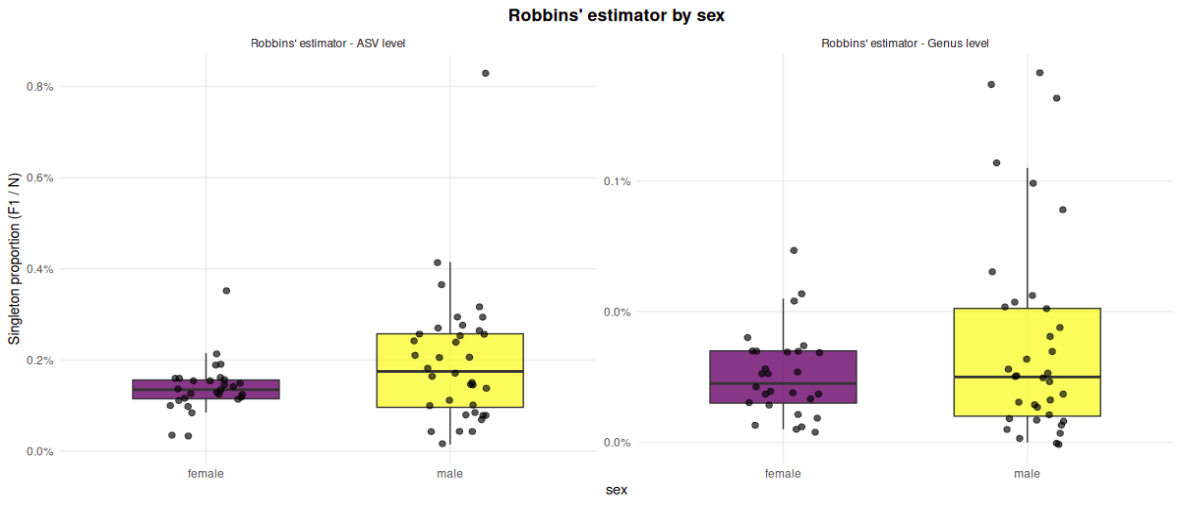 Robbins' estimator by sex
Robbins' estimator - ASV level
Robbins' estimator - Genus level
Singleton proportion (F1 / N)
0.8%
0.6%
0.4%
0.2%
0.0%
0.1%
0.0%
0.0%
female
male
female
male
sex